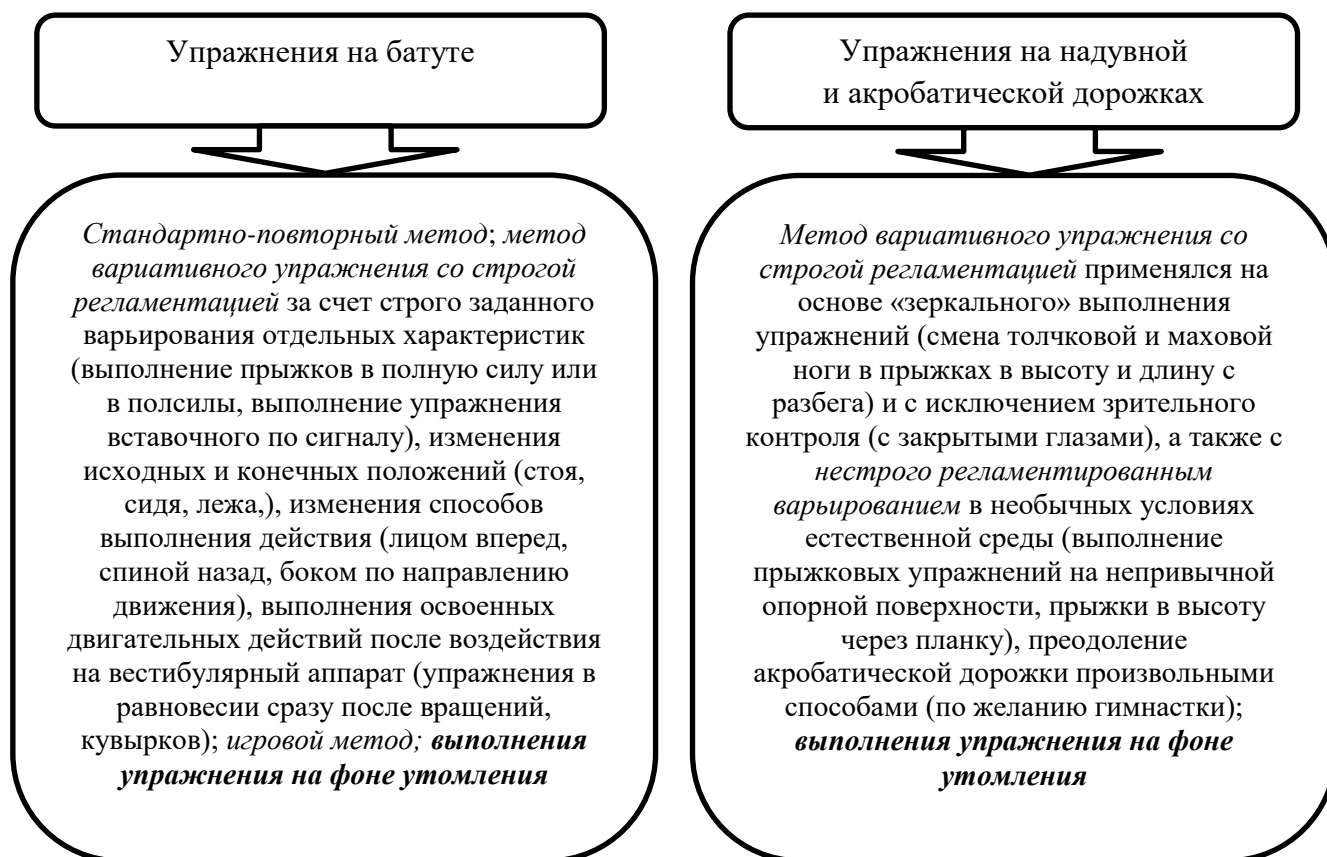 Упражнения на батуте
Стандартно-повторный метод; метод
вариативного упражнения со строгой
регламентацией за счет строго заданного
варьирования отдельных характеристик
(выполнение прыжков в полную силу или
в полсилы, выполнение упражнения
вставочного по сигналу), изменения
исходных и конечных положений (стоя,
сидя, лежа,), изменения способов
выполнения действия (лицом вперед,
спиной назад, боком по направлению
движения), выполнения освоенных
двигательных действий после воздействия
на вестибулярный аппарат (упражнения в
равновесии сразу после вращений,
кувырков); игровой метод; выполнения
упражнения на фоне утомления
Упражнения на надувной
и акробатической дорожках
Метод вариативного упражнения со
строгой регламентацией применялся на
основе «зеркального» выполнения
упражнений (смена толчковой и маховой
ноги в прыжках в высоту и длину с
разбега) и с исключением зрительного
контроля (с закрытыми глазами), а также с
нестрого регламентированным
варьированием в необычных условиях
естественной среды (выполнение
прыжковых упражнений на непривычной
опорной поверхности, прыжки в высоту
через планку), преодоление
акробатической дорожки произвольными
способами (по желанию гимнастки);
выполнения упражнения на фоне
утомления